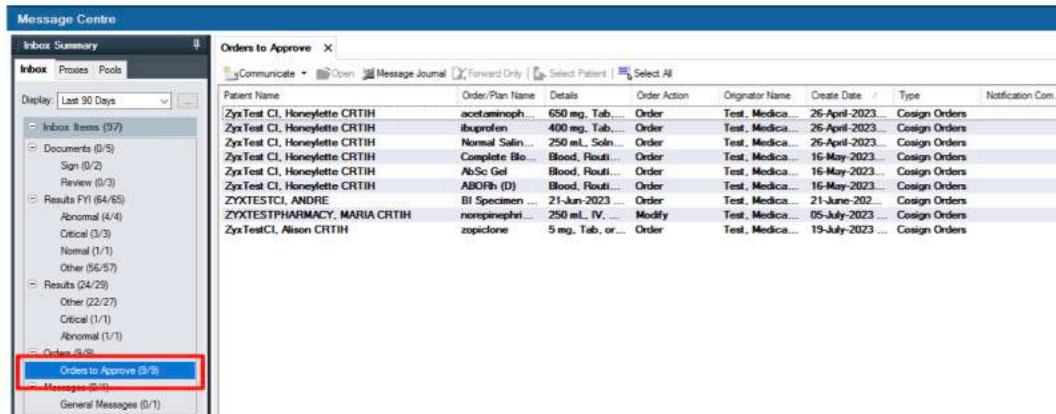 Message Centre
Inbox Summary
Inbox Proxies Pools
Display: Last 90 Days ...
Inbox Items (97)
Documents (0/5)
Sign (0/2)
Review (0/3)
Results FYI (64/65)
Abnormal (4/4)
Critical (3/3)
Normal (1/1)
Other (56/57)
Results (24/29)
Other (22/27)
Critical (1/1)
Abnormal (1/1)
Orders (9/9)
Orders to Approve (9/9)
Messages (0/4)
General Messages (0/1)
Orders to Approve X
Communicate Open Message Journal Forward Only Select Patient Select All
Patient Name Order/Plan Name Details Order Action Originator Name Create Date Type Notification Com...
ZyxTest CI, Honeylette CRTIH acetaminoph... 650 mg, Tab,... Order Test, Medica... 26-April-2023... Cosign Orders
ZyxTest CI, Honeylette CRTIH ibuprofen 400 mg, Tab,... Order Test, Medica... 26-April-2023... Cosign Orders
ZyxTest CI, Honeylette CRTIH Normal Salin... 250 mL, Soln... Order Test, Medica... 26-April-2023... Cosign Orders
ZyxTest CI, Honeylette CRTIH Complete Blo... Blood, Routi... Order Test, Medica... 16-May-2023... Cosign Orders
ZyxTest CI, Honeylette CRTIH AbSc Gel Blood, Routi... Order Test, Medica... 16-May-2023... Cosign Orders
ZyxTest CI, Honeylette CRTIH ABORh (D) Blood, Routi... Order Test, Medica... 16-May-2023... Cosign Orders
ZYXTESTCI, ANDRE BI Specimen ... 21-Jun-2023 ... Order Test, Medica... 21-June-202... Cosign Orders
ZYXTESTPHARMACY, MARIA CRTIH norepinephri... 250 mL, IV, ... Modify Test, Medica... 05-July-2023 ... Cosign Orders
ZyxTestCI, Alison CRTIH zopiclone 5 mg, Tab, or... Order Test, Medica... 19-July-2023 ... Cosign Orders